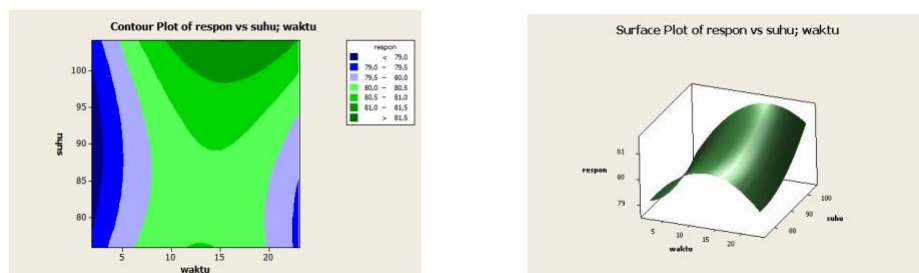 Contour Plot of respon vs suhu; waktu
respon
< 79.0
79.0 – 79.5
79.5 – 80.0
80.0 – 80.5
80.5 – 81.0
81.0 – 81.5
> 81.5
100
95
90
85
80
suhu
5 10 15 20
waktu
Surface Plot of respon vs suhu; waktu
81
80
79
respon
5 10 15 20
waktu
80 90 100
suhu